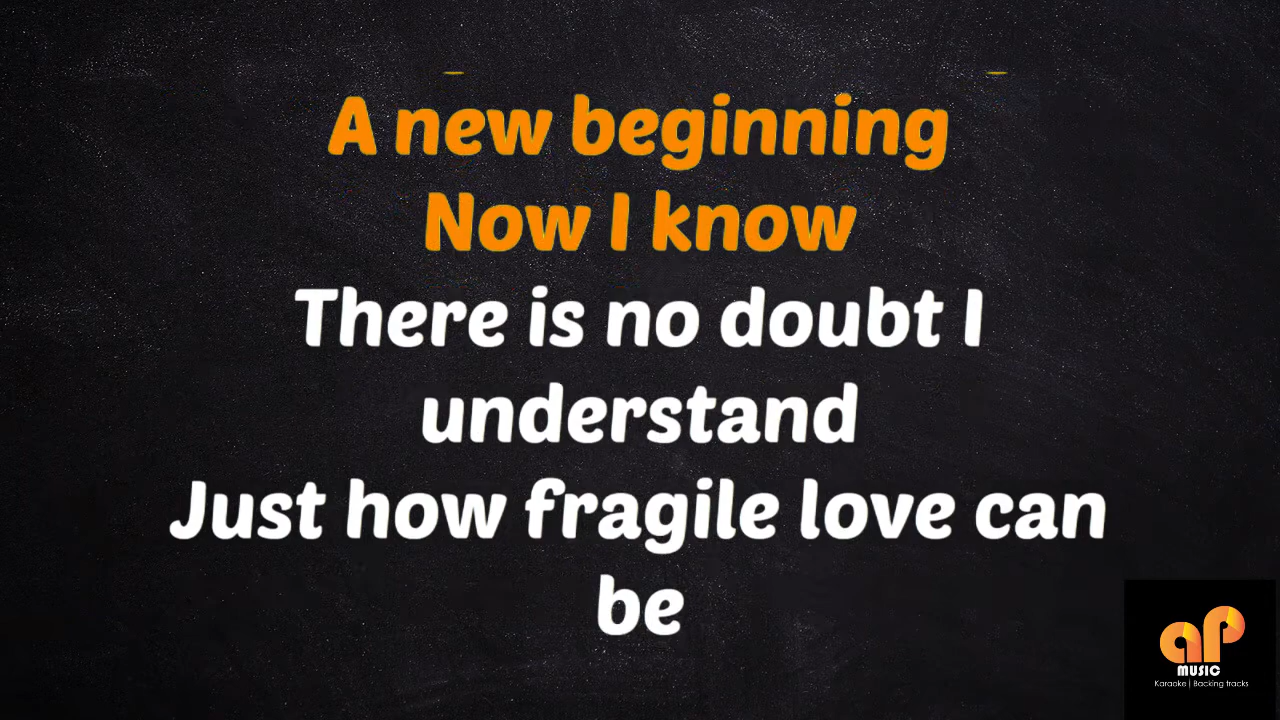 A new beginning
Now I know
There is no doubt I
understand
Just how fragile love can
be
aP
MUSIC
Karaoke | Backing tracks